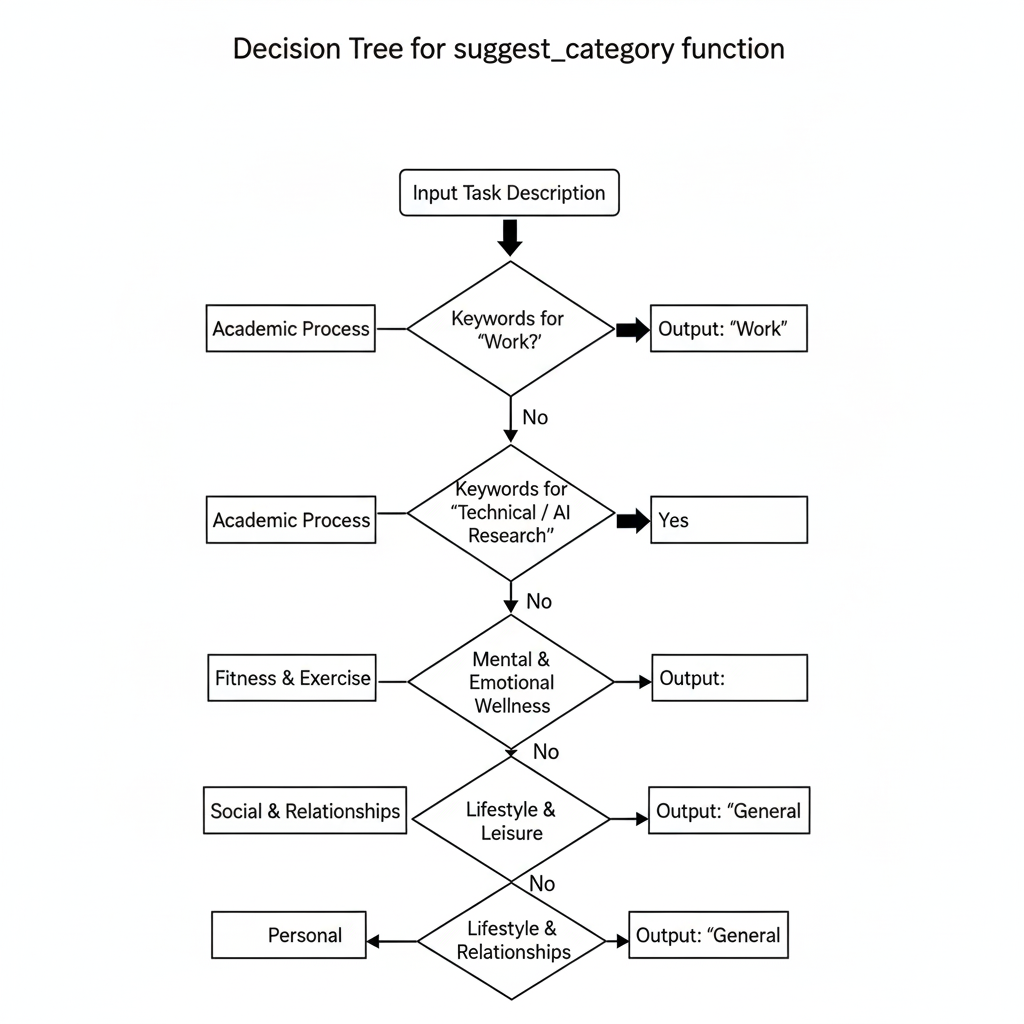 Decision Tree for suggest_category function
Input Task Description
Academic Process
Keywords for
“Work?’
Output: “Work”
No
Academic Process
Keywords for
“Technical / AI
Research”
Yes
No
Fitness & Exercise
Mental &
Emotional
Wellness
Output:
No
Social & Relationships
Lifestyle &
Leisure
Output: “General
No
Personal
Lifestyle &
Relationships
Output: “General